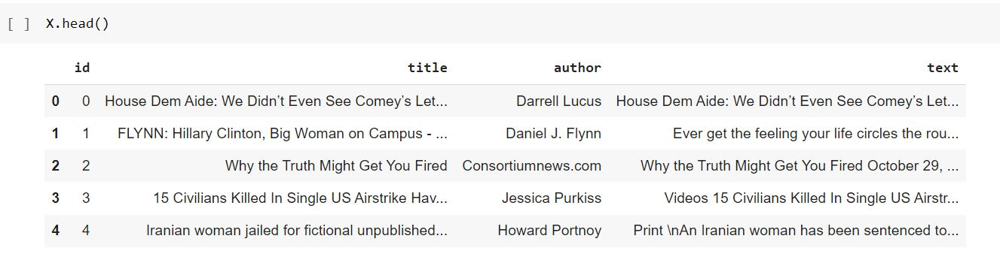 [ ] X.head()
id title author text
0 0 House Dem Aide: We Didn’t Even See Comey’s Let... Darrell Lucus House Dem Aide: We Didn’t Even See Comey’s Let...
1 1 FLYNN: Hillary Clinton, Big Woman on Campus - ... Daniel J. Flynn Ever get the feeling your life circles the rou...
2 2 Why the Truth Might Get You Fired Consortiumnews.com Why the Truth Might Get You Fired October 29, ...
3 3 15 Civilians Killed In Single US Airstrike Hav... Jessica Purkiss Videos 15 Civilians Killed In Single US Airstr...
4 4 Iranian woman jailed for fictional unpublished... Howard Portnoy Print \nAn Iranian woman has been sentenced to...